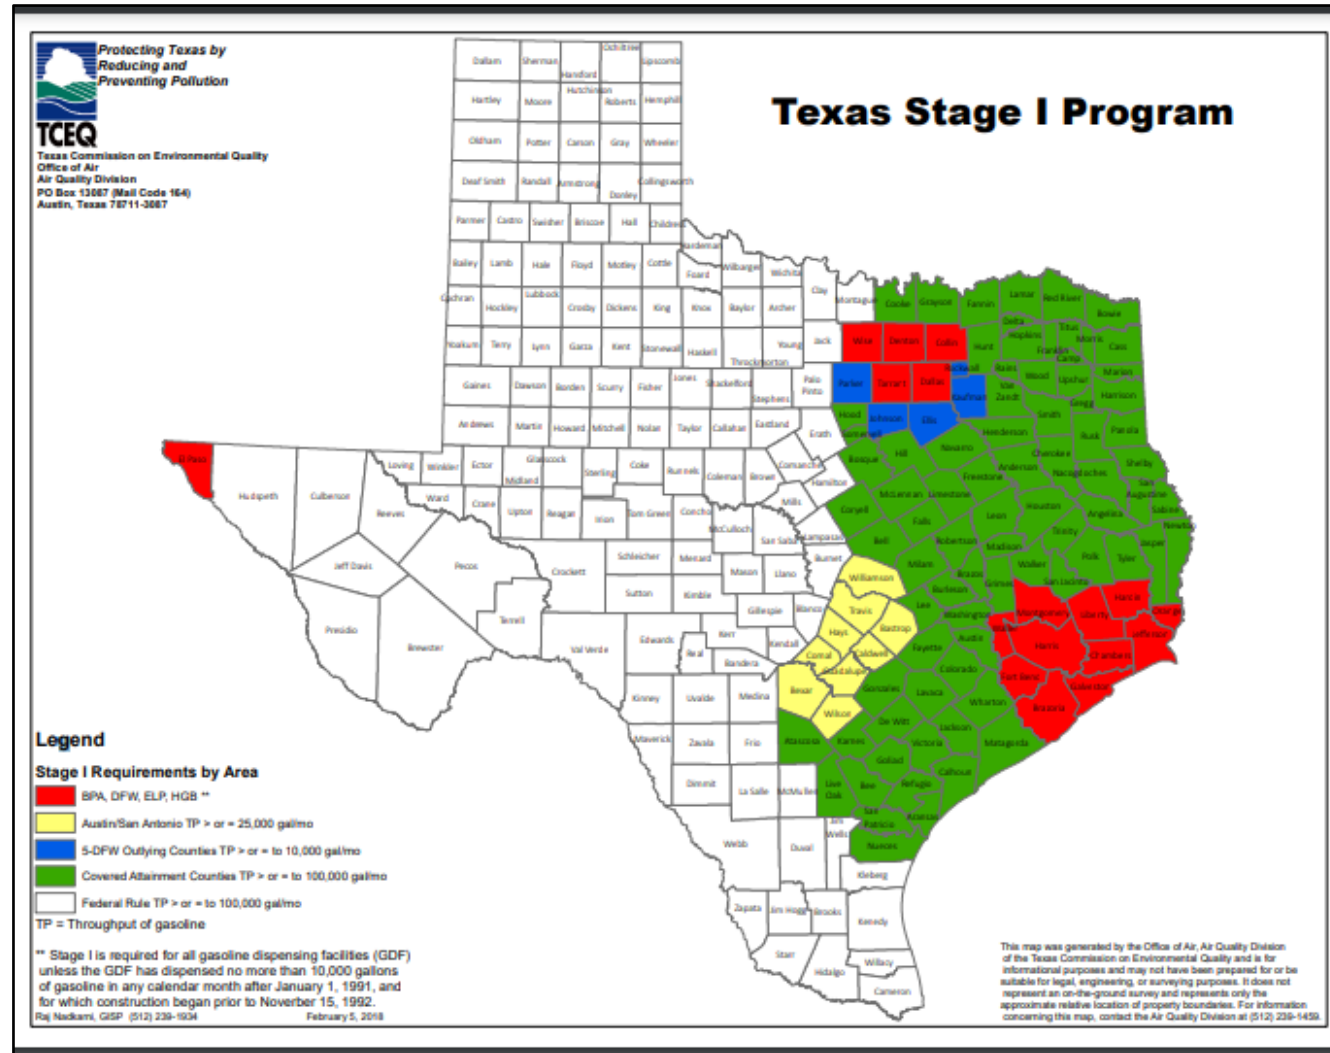 Protecting Texas by
Reducing and
Preventing Pollution
TCEQ
Texas Commission on Environmental Quality
Office of Air
Air Quality Division
PO Box 13087 (Mail Code 164)
Austin, Texas 78711-3087
Texas Stage I Program
Ochiltree
Dallam Sherman Hansford Lipscomb
Hartley Moore Hutchinson Roberts Hemphill
Oldham Potter Carson Gray Wheeler
Deaf Smith Randall Armstrong Donley Collingsworth
Parmer Castro Swisher Briscoe Hall Childress
Hardeman
Bailey Lamb Hale Floyd Motley Cottle Foard Wilbarger Wichita
Clay Montague Cooke Grayson Fannin Lamar Red River Bowie
Cochran Hockley Lubbock Crosby Dickens King Knox Baylor Archer
Delta Titus Hopkins Morris Franklin Camp Cass
Yoakum Terry Lynn Garza Kent Stonewall Haskell Throckmorton Young Jack Wise Denton Collin Hunt
Gaines Dawson Borden Scurry Fisher Jones Shackelford Stephens Palo Pinto Parker Tarrant Dallas Rockwall Kaufman Rains Van Zandt Wood Upshur Marion Harrison Gregg
Andrews Martin Howard Mitchell Nolan Taylor Callahan Eastland Erath Hood Somervell Johnson Ellis Henderson Smith Rusk Panola
El Paso Hudspeth Culberson Reeves Loving Winkler Ector Midland Glasscock Sterling Coke Runnels Coleman Brown Comanche Hamilton Bosque Hill Navarro Freestone Anderson Cherokee Nacogdoches Shelby
Ward Crane Upton Reagan Irion Tom Green Concho McCulloch Mills San Saba Lampasas Coryell McLennan Limestone Leon Houston Angelina San Augustine Sabine Newton
Jeff Davis Pecos Crockett Schleicher Menard Mason Llano Burnet Bell Falls Robertson Madison Trinity Polk Tyler Jasper
Presidio Brewster Terrell Val Verde Sutton Kimble Gillespie Blanco Williamson Milam Brazos Grimes Walker San Jacinto
Edwards Real Kerr Bandera Kendall Travis Hays Bastrop Lee Burleson Washington Montgomery Liberty Hardin Orange
Comal Caldwell Guadalupe Fayette Austin Waller Harris Chambers Jefferson
Kinney Uvalde Medina Bexar Wilson Gonzales Lavaca Colorado Wharton Fort Bend Galveston Brazoria
Maverick Zavala Frio Atascosa Karnes De Witt Victoria Jackson Matagorda
Dimmit La Salle McMullen Live Oak Bee Goliad Refugio Calhoun
Webb Duval Jim Wells San Patricio Aransas Nueces
Kleberg
Zapata Jim Hogg Brooks Kenedy
Starr Hidalgo Willacy
Cameron
Legend
Stage I Requirements by Area
BPA, DFW, ELP, HGB **
Austin/San Antonio TP > or = 25,000 gal/mo
5-DFW Outlying Counties TP > or = to 10,000 gal/mo
Covered Attainment Counties TP > or = to 100,000 gal/mo
Federal Rule TP > or = to 100,000 gal/mo
TP = Throughput of gasoline
** Stage I is required for all gasoline dispensing facilities (GDF)
unless the GDF has dispensed no more than 10,000 gallons
of gasoline in any calendar month after January 1, 1991, and
for which construction began prior to Noverber 15, 1992.
Raj Nadkarni, GISP (512) 239-1934 February 5, 2018
This map was generated by the Office of Air, Air Quality Division
of the Texas Commission on Environmental Quality and is for
informational purposes and may not have been prepared for or be
suitable for legal, engineering, or surveying purposes. It does not
represent an on-the-ground survey and represents only the
approximate relative location of property boundaries. For information
concerning this map, contact the Air Quality Division at (512) 239-1459.